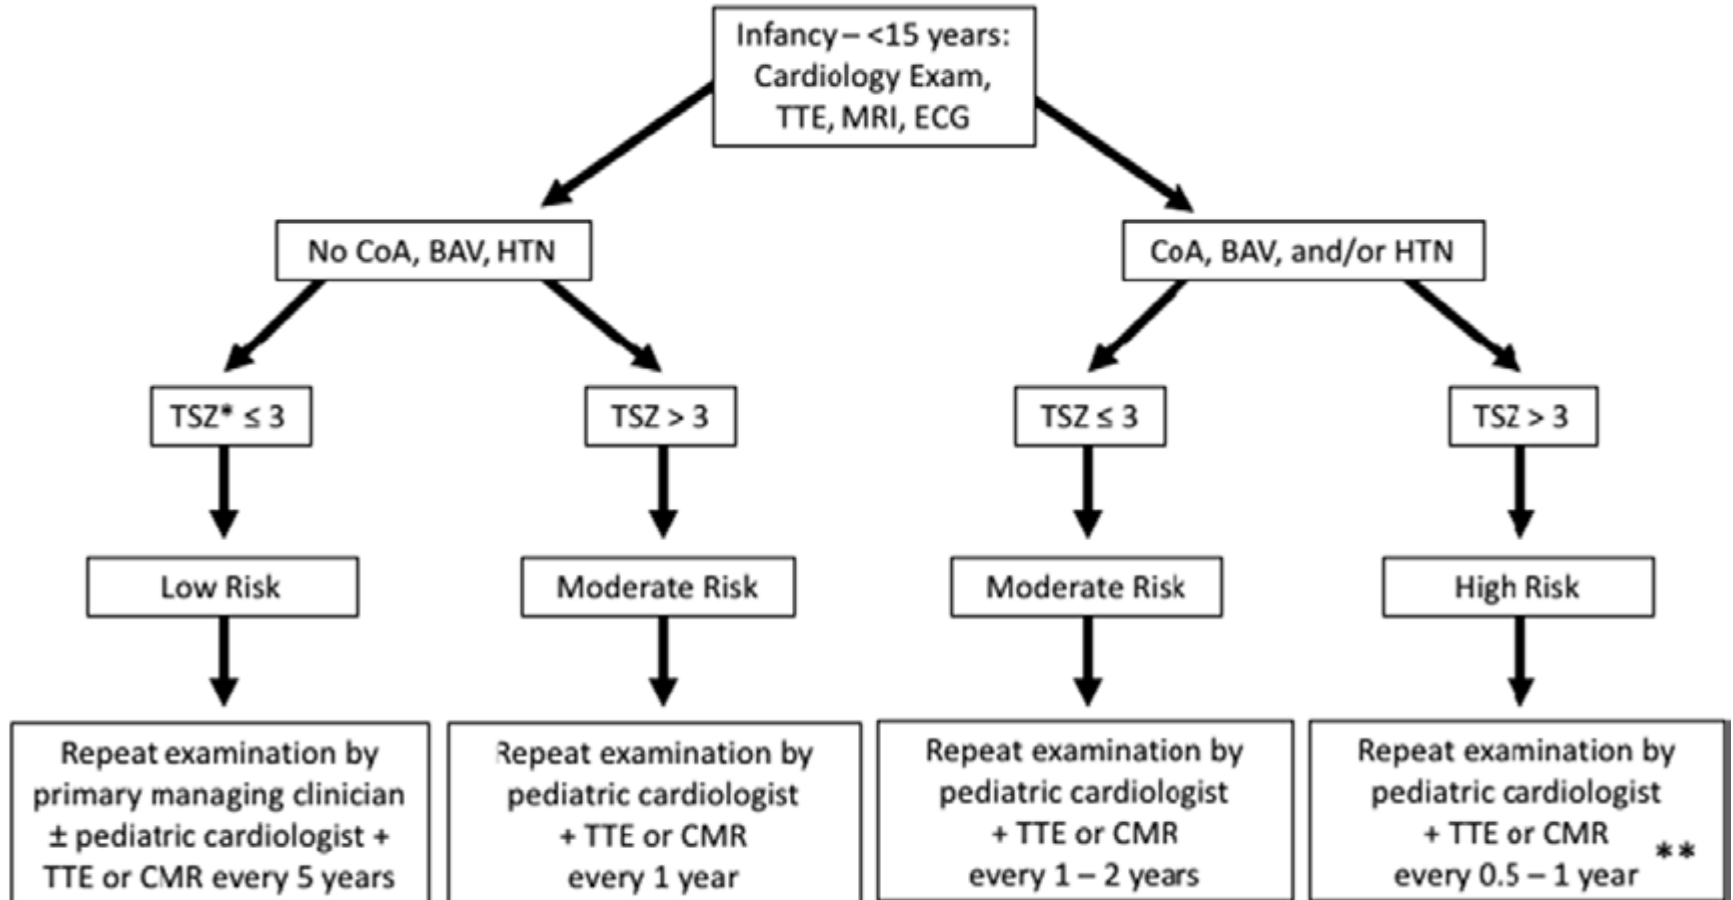 Infancy – <15 years:
Cardiology Exam,
TTE, MRI, ECG
No CoA, BAV, HTN
CoA, BAV, and/or HTN
TSZ* ≤ 3
TSZ > 3
TSZ ≤ 3
TSZ > 3
Low Risk
Moderate Risk
Moderate Risk
High Risk
Repeat examination by
primary managing clinician
± pediatric cardiologist +
TTE or CMR every 5 years
Repeat examination by
pediatric cardiologist
+ TTE or CMR
every 1 year
Repeat examination by
pediatric cardiologist
+ TTE or CMR
every 1 – 2 years
Repeat examination by
pediatric cardiologist
+ TTE or CMR
every 0.5 – 1 year **